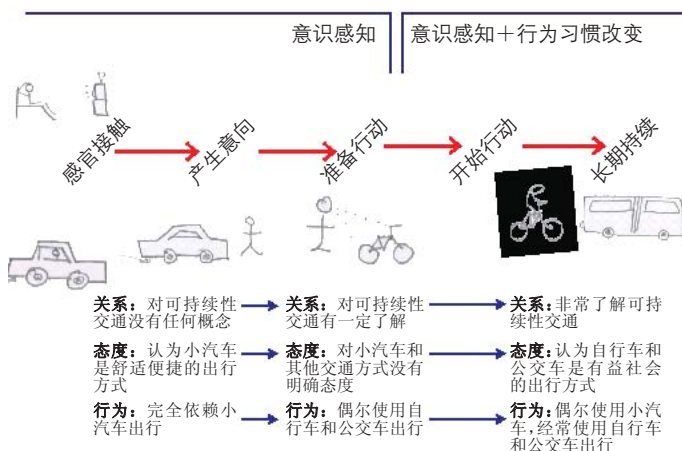 意识感知
意识感知＋行为习惯改变
感官接触
产生意向
准备行动
开始行动
长期持续
关系：对可持续性
交通没有任何概念
关系：对可持续性
交通有一定了解
关系：非常了解可持
续性交通
态度：认为小汽车
是舒适便捷的出行
方式
态度：对小汽车和
其他交通方式没有
明确态度
态度：认为自行车和
公交车是有益社会
的出行方式
行为：完全依赖小
汽车出行
行为：偶尔使用自
行车和公交车出行
行为：偶尔使用小汽
车，经常使用自行车
和公交车出行